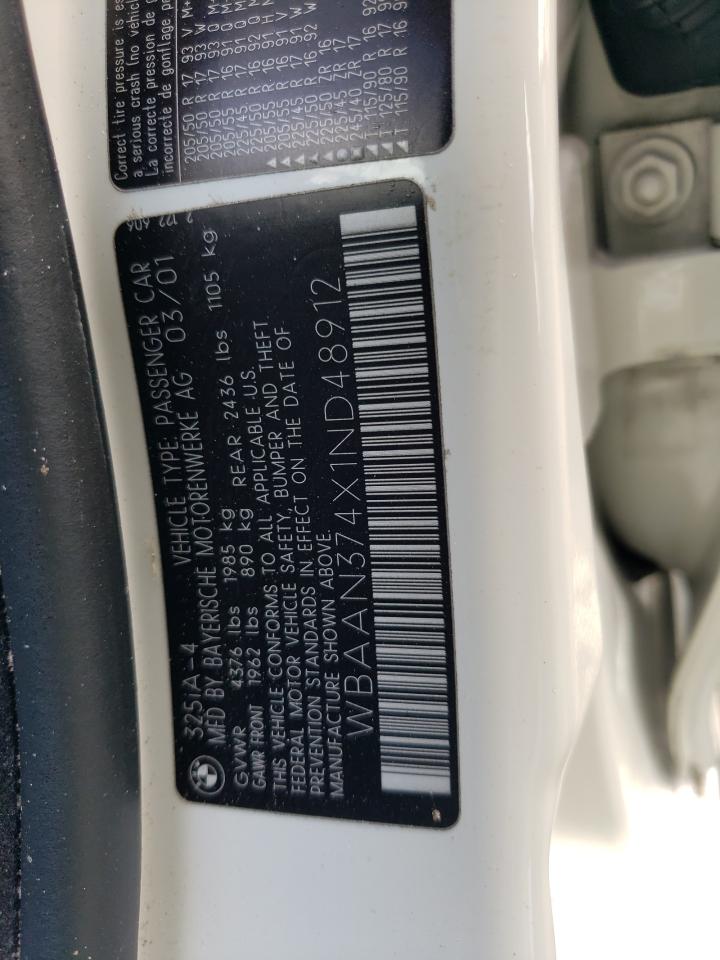 Correct tire pressure is es
a serious crash (no vehicl
La correcte pression de p
incorrecte de gonflage, pe
205/50 R 17 93 V M+
205/50 R 17 93 W
205/50 R 17 93 Q M+
205/55 R 16 91 Q M
225/45 R 17 91 Q M
225/50 R 16 92 Q M
205/55 R 16 91 H M
205/55 R 16 91 V
225/45 R 17 91 W
225/50 R 16 92 W
225/50 ZR 16
225/45 ZR 17
245/40 ZR 17
T 115/90 R 16 92
T 125/80 R 17 99
T 115/90 R 16 9
325iA-4 VEHICLE TYPE: PASSENGER CAR
MFD BY BAYERISCHE MOTORENWERKE AG 03/01
GVWR 4376 lbs 1985 kg
GAWR FRONT 1962 lbs 890 kg REAR 2436 lbs 1105 kg
THIS VEHICLE CONFORMS TO ALL APPLICABLE U.S.
FEDERAL MOTOR VEHICLE SAFETY, BUMPER AND THEFT
PREVENTION STANDARDS IN EFFECT ON THE DATE OF
MANUFACTURE SHOWN ABOVE.
WBAAN374X1ND48912